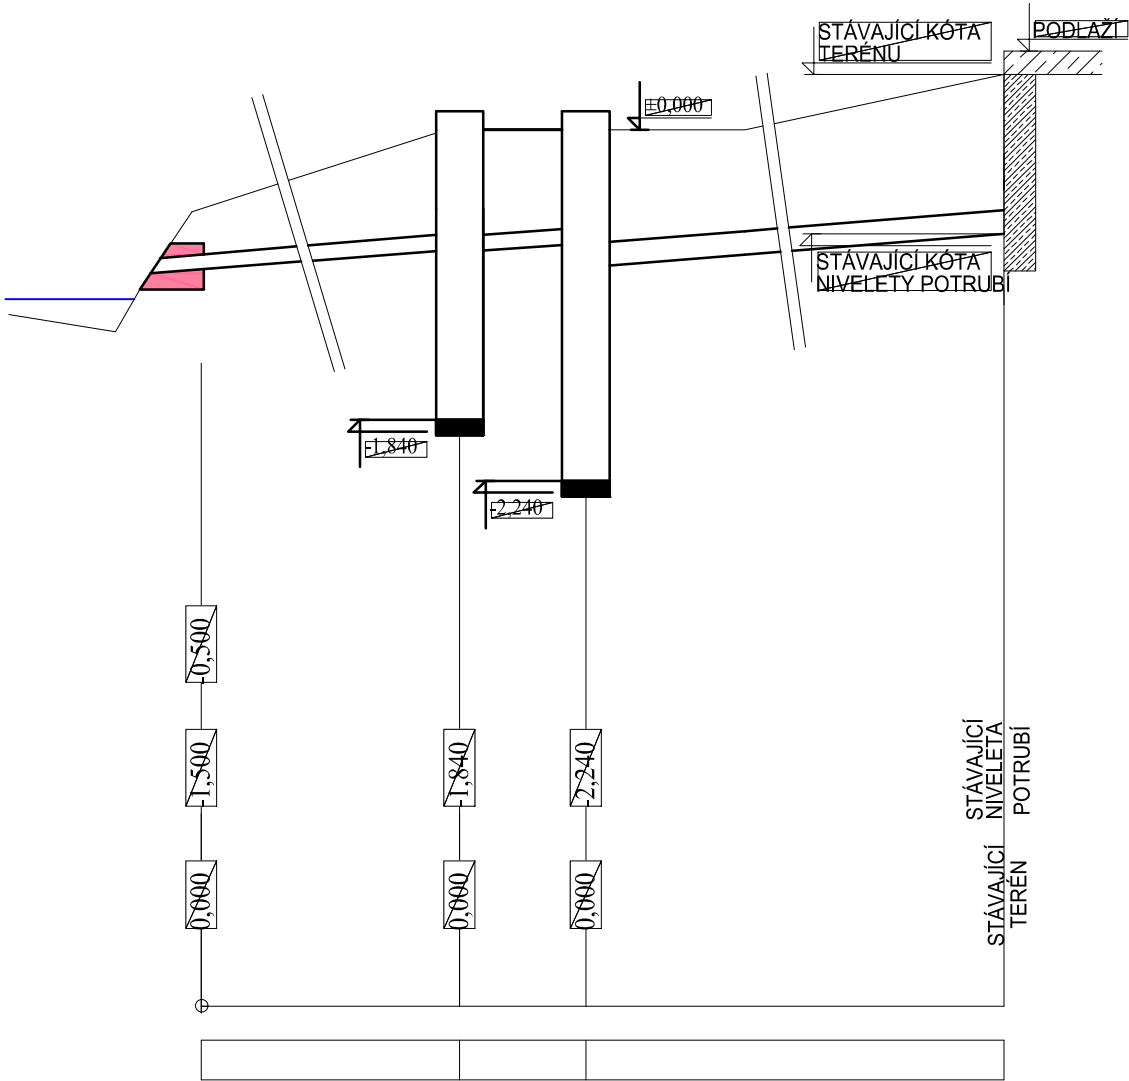 STÁVAJÍCÍ KÓTA
TERÉNU
PODLAŽÍ
±0,000
STÁVAJÍCÍ KÓTA
NIVELETY POTRUBÍ
-1,840
-2,240
-0,500
-1,500
-1,840
-2,240
STÁVAJÍCÍ
NIVELETA
POTRUBÍ
0,000
0,000
0,000
STÁVAJÍCÍ
TERÉN